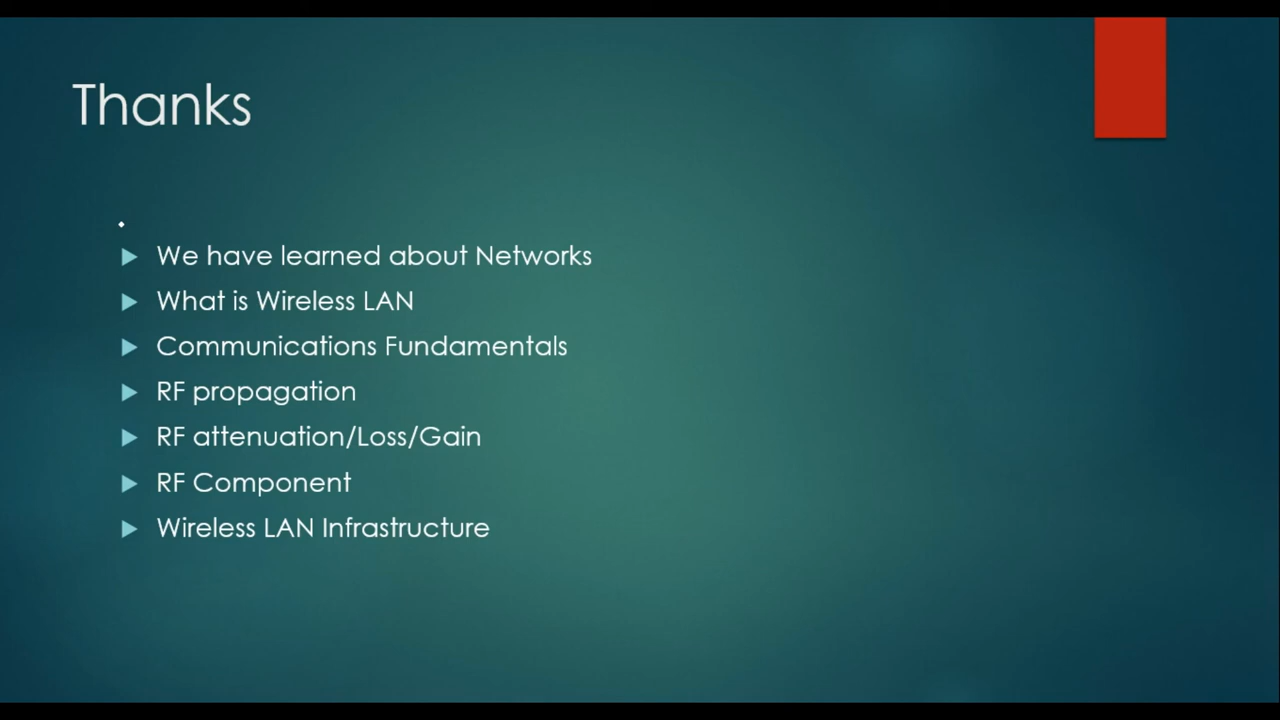 Thanks
We have learned about Networks
What is Wireless LAN
Communications Fundamentals
RF propagation
RF attenuation/Loss/Gain
RF Component
Wireless LAN Infrastructure